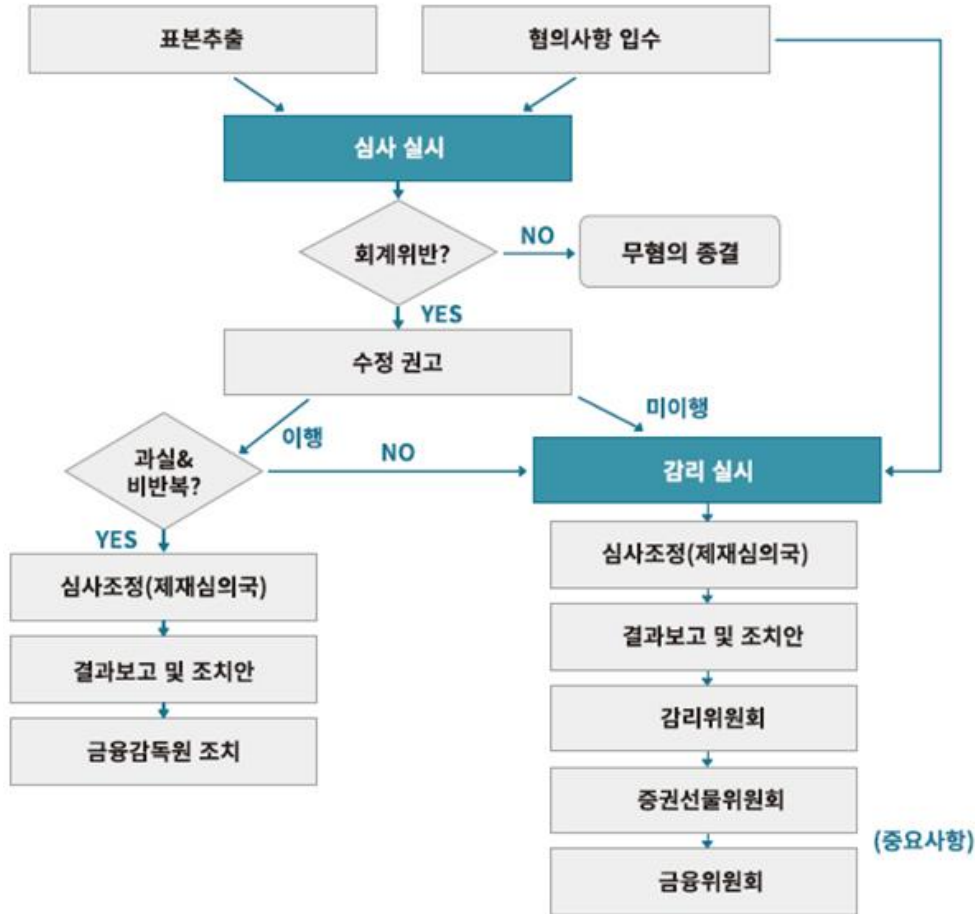 표본추출
혐의사항 입수
심사 실시
회계위반?
NO
무혐의 종결
YES
수정 권고
이행
미이행
과실&
비반복?
NO
감리 실시
YES
심사조정(제재심의국)
결과보고 및 조치안
금융감독원 조치
심사조정(제재심의국)
결과보고 및 조치안
감리위원회
증권선물위원회
(중요사항)
금융위원회